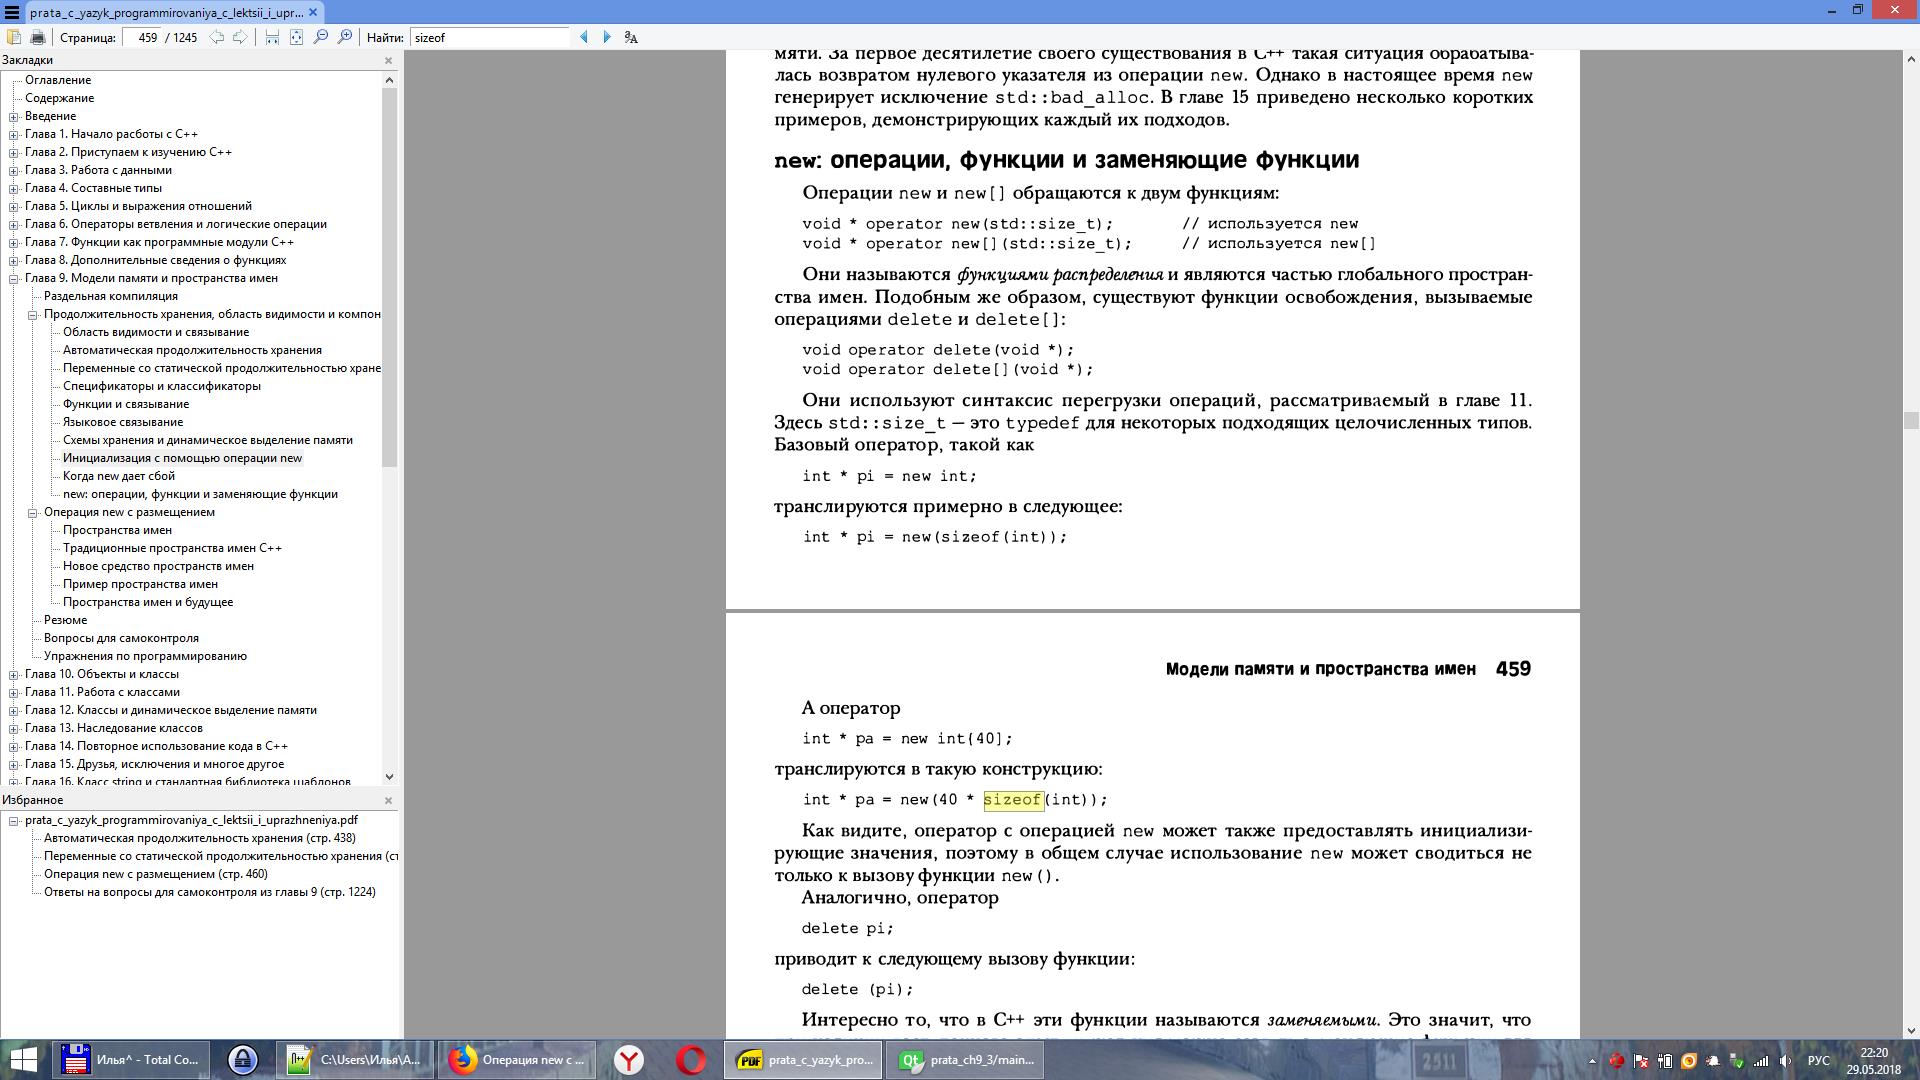 prata_c_yazyk_programmirovaniya_c_lektsii_i_upr...
Страница: 459 / 1245 Найти: sizeof
Закладки
Оглавление
Содержание
Введение
Глава 1. Начало расботы с C++
Глава 2. Приступаем к изучению C++
Глава 3. Работа с данными
Глава 4. Составные типы
Глава 5. Циклы и выражения отношений
Глава 6. Операторы ветвления и логические операции
Глава 7. Функции как программные модули C++
Глава 8. Дополнительные сведения о функциях
Глава 9. Модели памяти и пространства имен
Раздельная компиляция
Продолжительность хранения, область видимости и компон
Область видимости и связывание
Автоматическая продолжительность хранения
Переменные со статической продолжительностью хране
Спецификаторы и классификаторы
Функции и связывание
Языковое связывание
Схемы хранения и динамическое выделение памяти
Инициализация с помощью операции new
Когда new дает сбой
new: операции, функции и заменяющие функции
Операция new с размещением
Пространства имен
Традиционные пространства имен C++
Новое средство пространств имен
Пример пространства имен
Пространства имен и будущее
Резюме
Вопросы для самоконтроля
Упражнения по программированию
Глава 10. Объекты и классы
Глава 11. Работа с классами
Глава 12. Классы и динамическое выделение памяти
Глава 13. Наследование классов
Глава 14. Повторное использование кода в C++
Глава 15. Друзья, исключения и многое другое
Глава 16. Класс string и стандартная библиотека шаблонов
Избранное
prata_c_yazyk_programmirovaniya_c_lektsii_i_uprazhneniya.pdf
Автоматическая продолжительность хранения (стр. 438)
Переменные со статической продолжительностью хранения (ст
Операция new с размещением (стр. 460)
Ответы на вопросы для самоконтроля из главы 9 (стр. 1224)
мяти. За первое десятилетие своего существования в C++ такая ситуация обрабатыва-
лась возвратом нулевого указателя из операции new. Однако в настоящее время new
генерирует исключение std::bad_alloc. В главе 15 приведено несколько коротких
примеров, демонстрирующих каждый их подходов.
new: операции, функции и заменяющие функции
Операции new и new[] обращаются к двум функциям:
void * operator new(std::size_t); // используется new
void * operator new[](std::size_t); // используется new[]
Они называются функциями распределения и являются частью глобального простран-
ства имен. Подобным же образом, существуют функции освобождения, вызываемые
операциями delete и delete[]:
void operator delete(void *);
void operator delete[](void *);
Они используют синтаксис перегрузки операций, рассматриваемый в главе 11.
Здесь std::size_t — это typedef для некоторых подходящих целочисленных типов.
Базовый оператор, такой как
int * pi = new int;
транслируются примерно в следующее:
int * pi = new(sizeof(int));
Модели памяти и пространства имен 459
А оператор
int * pa = new int(40];
транслируются в такую конструкцию:
int * pa = new(40 * sizeof(int));
Как видите, оператор с операцией new может также предоставлять инициализи-
рующие значения, поэтому в общем случае использование new может сводиться не
только к вызову функции new().
Аналогично, оператор
delete pi;
приводит к следующему вызову функции:
delete (pi);
Интересно то, что в C++ эти функции называются заменяемыми. Это значит, что
Илья^ - Total Co...
C:\Users\Илья\A...
Операция new с ...
PDF prata_c_yazyk_pro...
Qt prata_ch9_3/main...
РУС
22:20
29.05.2018